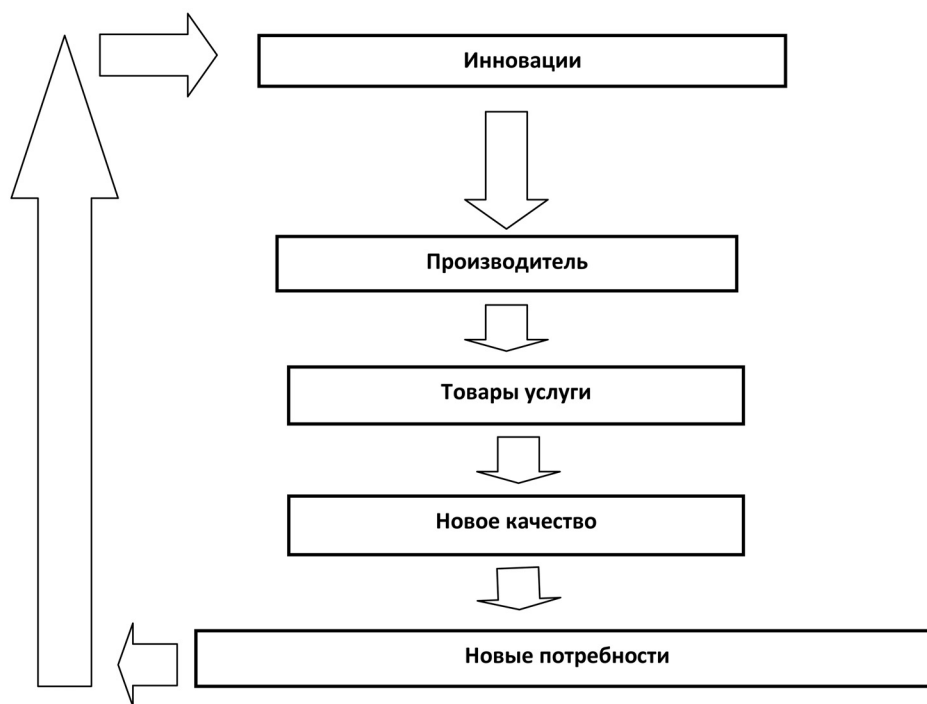 Инновации
Производитель
Товары услуги
Новое качество
Новые потребности